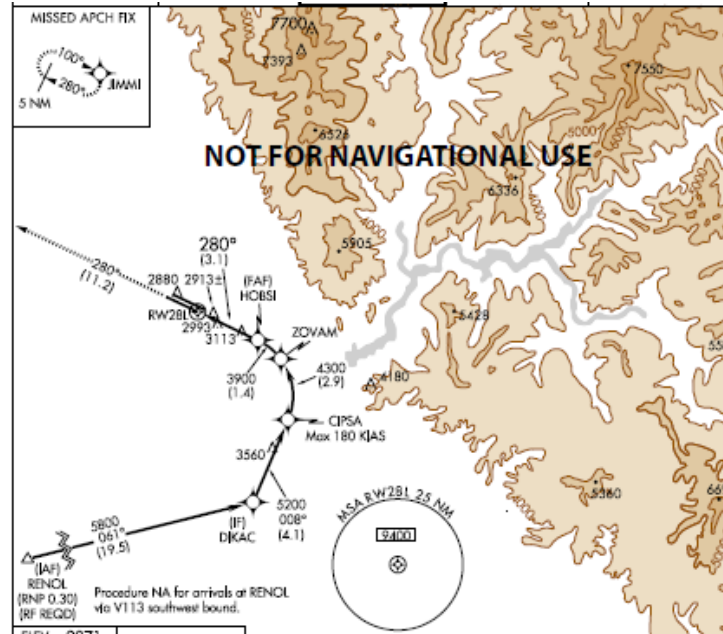 MISSED APCH FIX
100°
280°
JIMMI
5 NM
7700
7393
7550
6526
5000
NOT FOR NAVIGATIONAL USE
6336
4000
4000
5905
280°
(3.1)
280°
(11.2)
2880
2913±
(FAF)
HOBSI
RW28L
2993
3113
ZOVAM
5428
3900
(1.4)
4300
(2.9)
4180
CIPSA
Max 180 KIAS
3560
5200
008°
(4.1)
(IF)
DIKAC
5800
061°
(19.5)
(IAF)
RENOL
(RNP 0.30)
(RF REQD)
Procedure NA for arrivals at RENOL
via V113 southwest bound.
MSA RW28L 25 NM
9400
5360